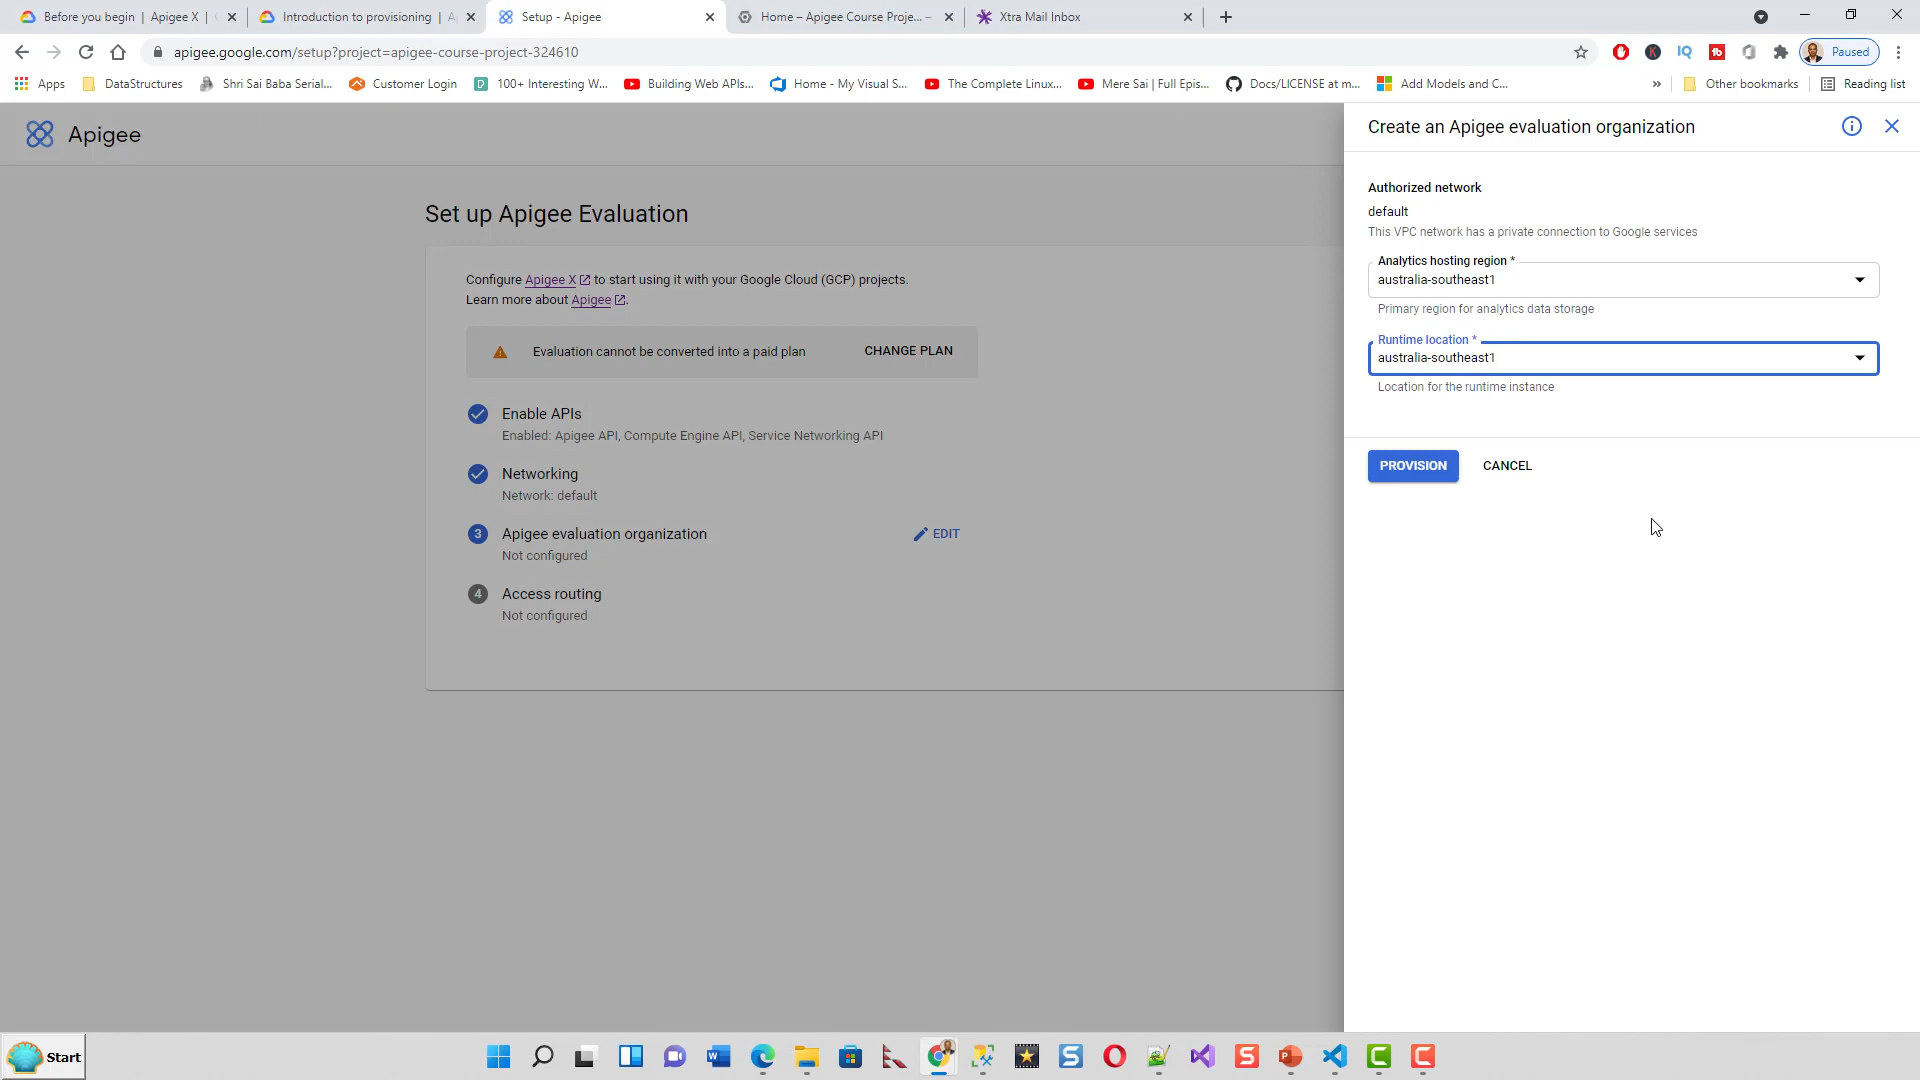 Before you begin | Apigee X |
Introduction to provisioning | A
Setup - Apigee
Home – Apigee Course Proje... –
Xtra Mail Inbox
apigee.google.com/setup?project=apigee-course-project-324610
Paused
Apps
DataStructures
Shri Sai Baba Serial...
Customer Login
100+ Interesting W...
Building Web APIs...
Home - My Visual S...
The Complete Linux...
Mere Sai | Full Epis...
Docs/LICENSE at m...
Add Models and C...
»
Other bookmarks
Reading list
Apigee
Set up Apigee Evaluation
Configure Apigee X to start using it with your Google Cloud (GCP) projects.
Learn more about Apigee.
Evaluation cannot be converted into a paid plan
CHANGE PLAN
Enable APIs
Enabled: Apigee API, Compute Engine API, Service Networking API
Networking
Network: default
3 Apigee evaluation organization
EDIT
Not configured
4 Access routing
Not configured
Create an Apigee evaluation organization
Authorized network
default
This VPC network has a private connection to Google services
Analytics hosting region *
australia-southeast1
Primary region for analytics data storage
Runtime location *
australia-southeast1
Location for the runtime instance
PROVISION
CANCEL
Start